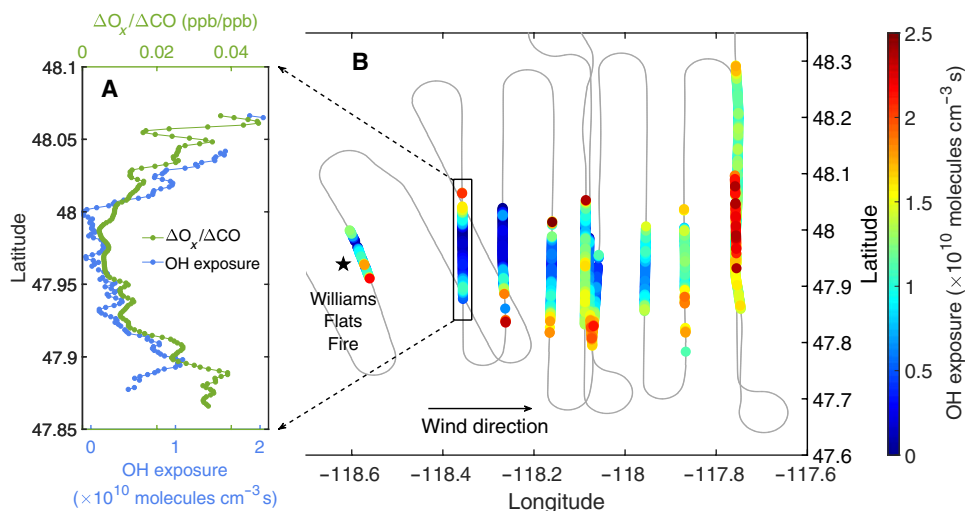 ΔOₓ/ΔCO (ppb/ppb)
0 0.02 0.04
A
48.1
48.05
48
47.95
47.9
47.85
Latitude
ΔOₓ/ΔCO
OH exposure
0 1 2
OH exposure
(×10¹⁰ molecules cm⁻³ s)
B
Williams
Flats
Fire
Wind direction
−118.6 −118.4 −118.2 −118 −117.8 −117.6
Longitude
48.3
48.2
48.1
48
47.9
47.8
47.7
47.6
Latitude
2.5
2
1.5
1
0.5
0
OH exposure (×10¹⁰ molecules cm⁻³ s)